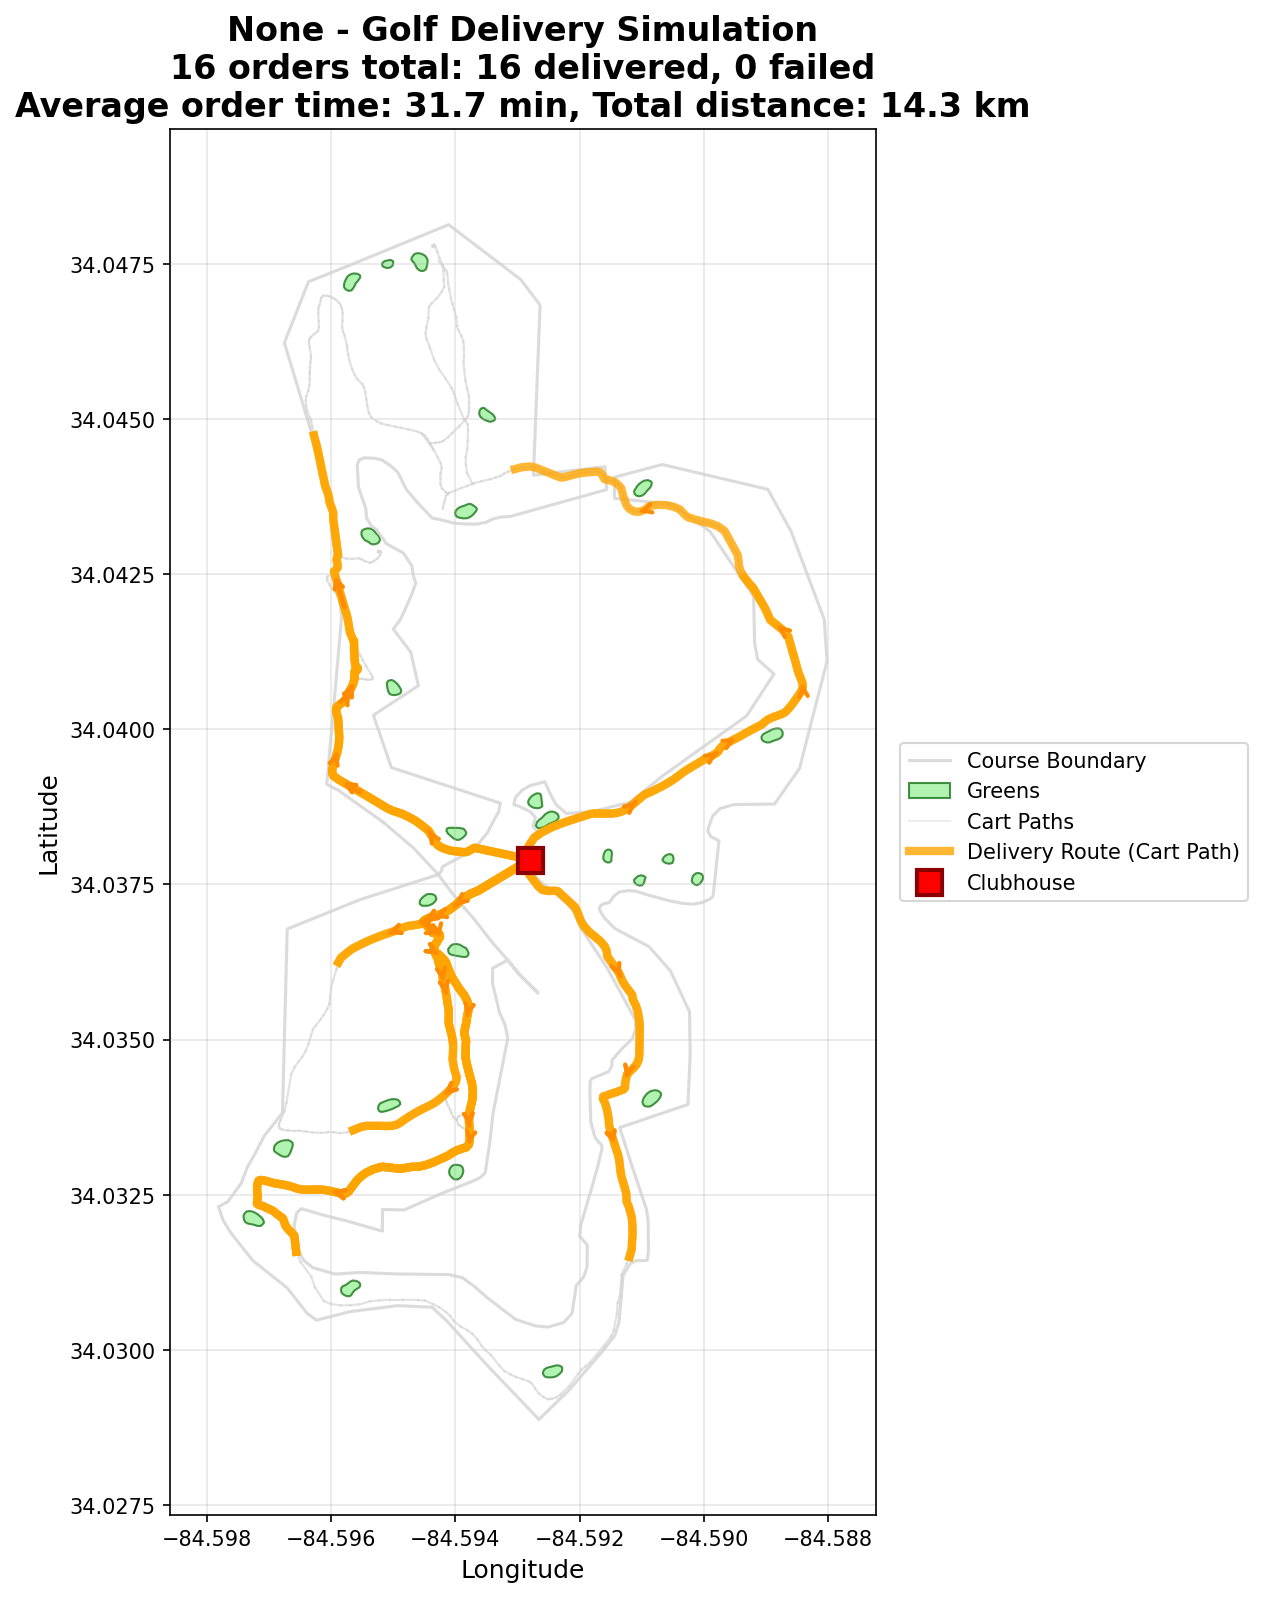 None - Golf Delivery Simulation
16 orders total: 16 delivered, 0 failed
Average order time: 31.7 min, Total distance: 14.3 km
34.0475
34.0450
34.0425
34.0400
34.0375
34.0350
34.0325
34.0300
34.0275
Latitude
−84.598 −84.596 −84.594 −84.592 −84.590 −84.588
Longitude
Course Boundary
Greens
Cart Paths
Delivery Route (Cart Path)
Clubhouse